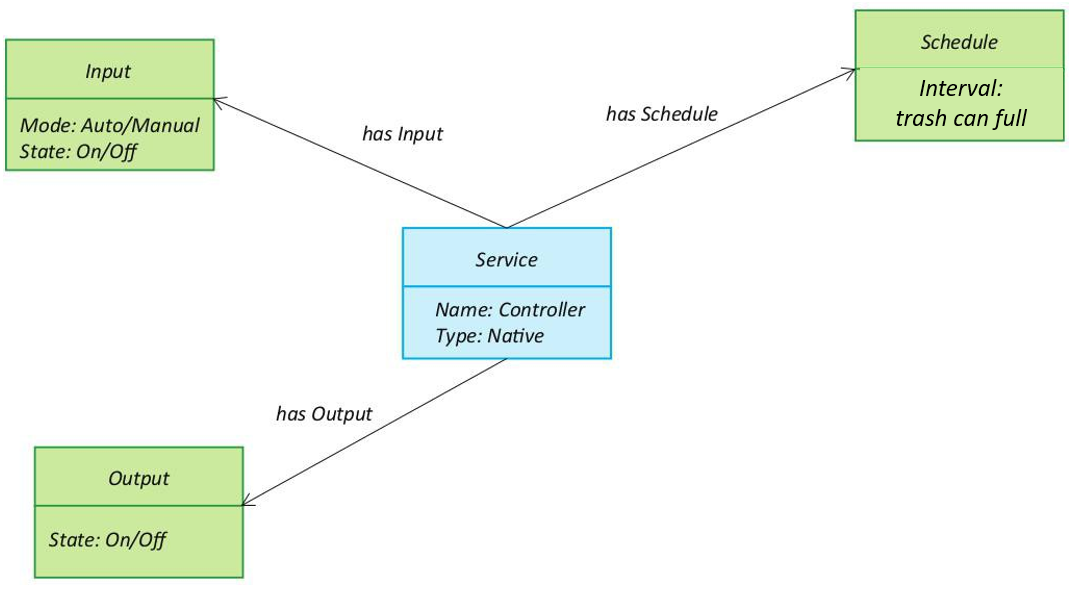 Schedule
Interval:
trash can full
Input
Mode: Auto/Manual
State: On/Off
has Input
has Schedule
Service
Name: Controller
Type: Native
has Output
Output
State: On/Off